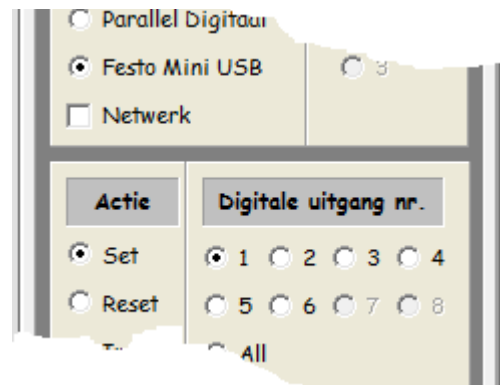 Parallel
Festo Mini USB
3
Netwerk
Actie
Digitale uitgang nr.
Set
1 2 3 4
Reset
5 6 7 8
All